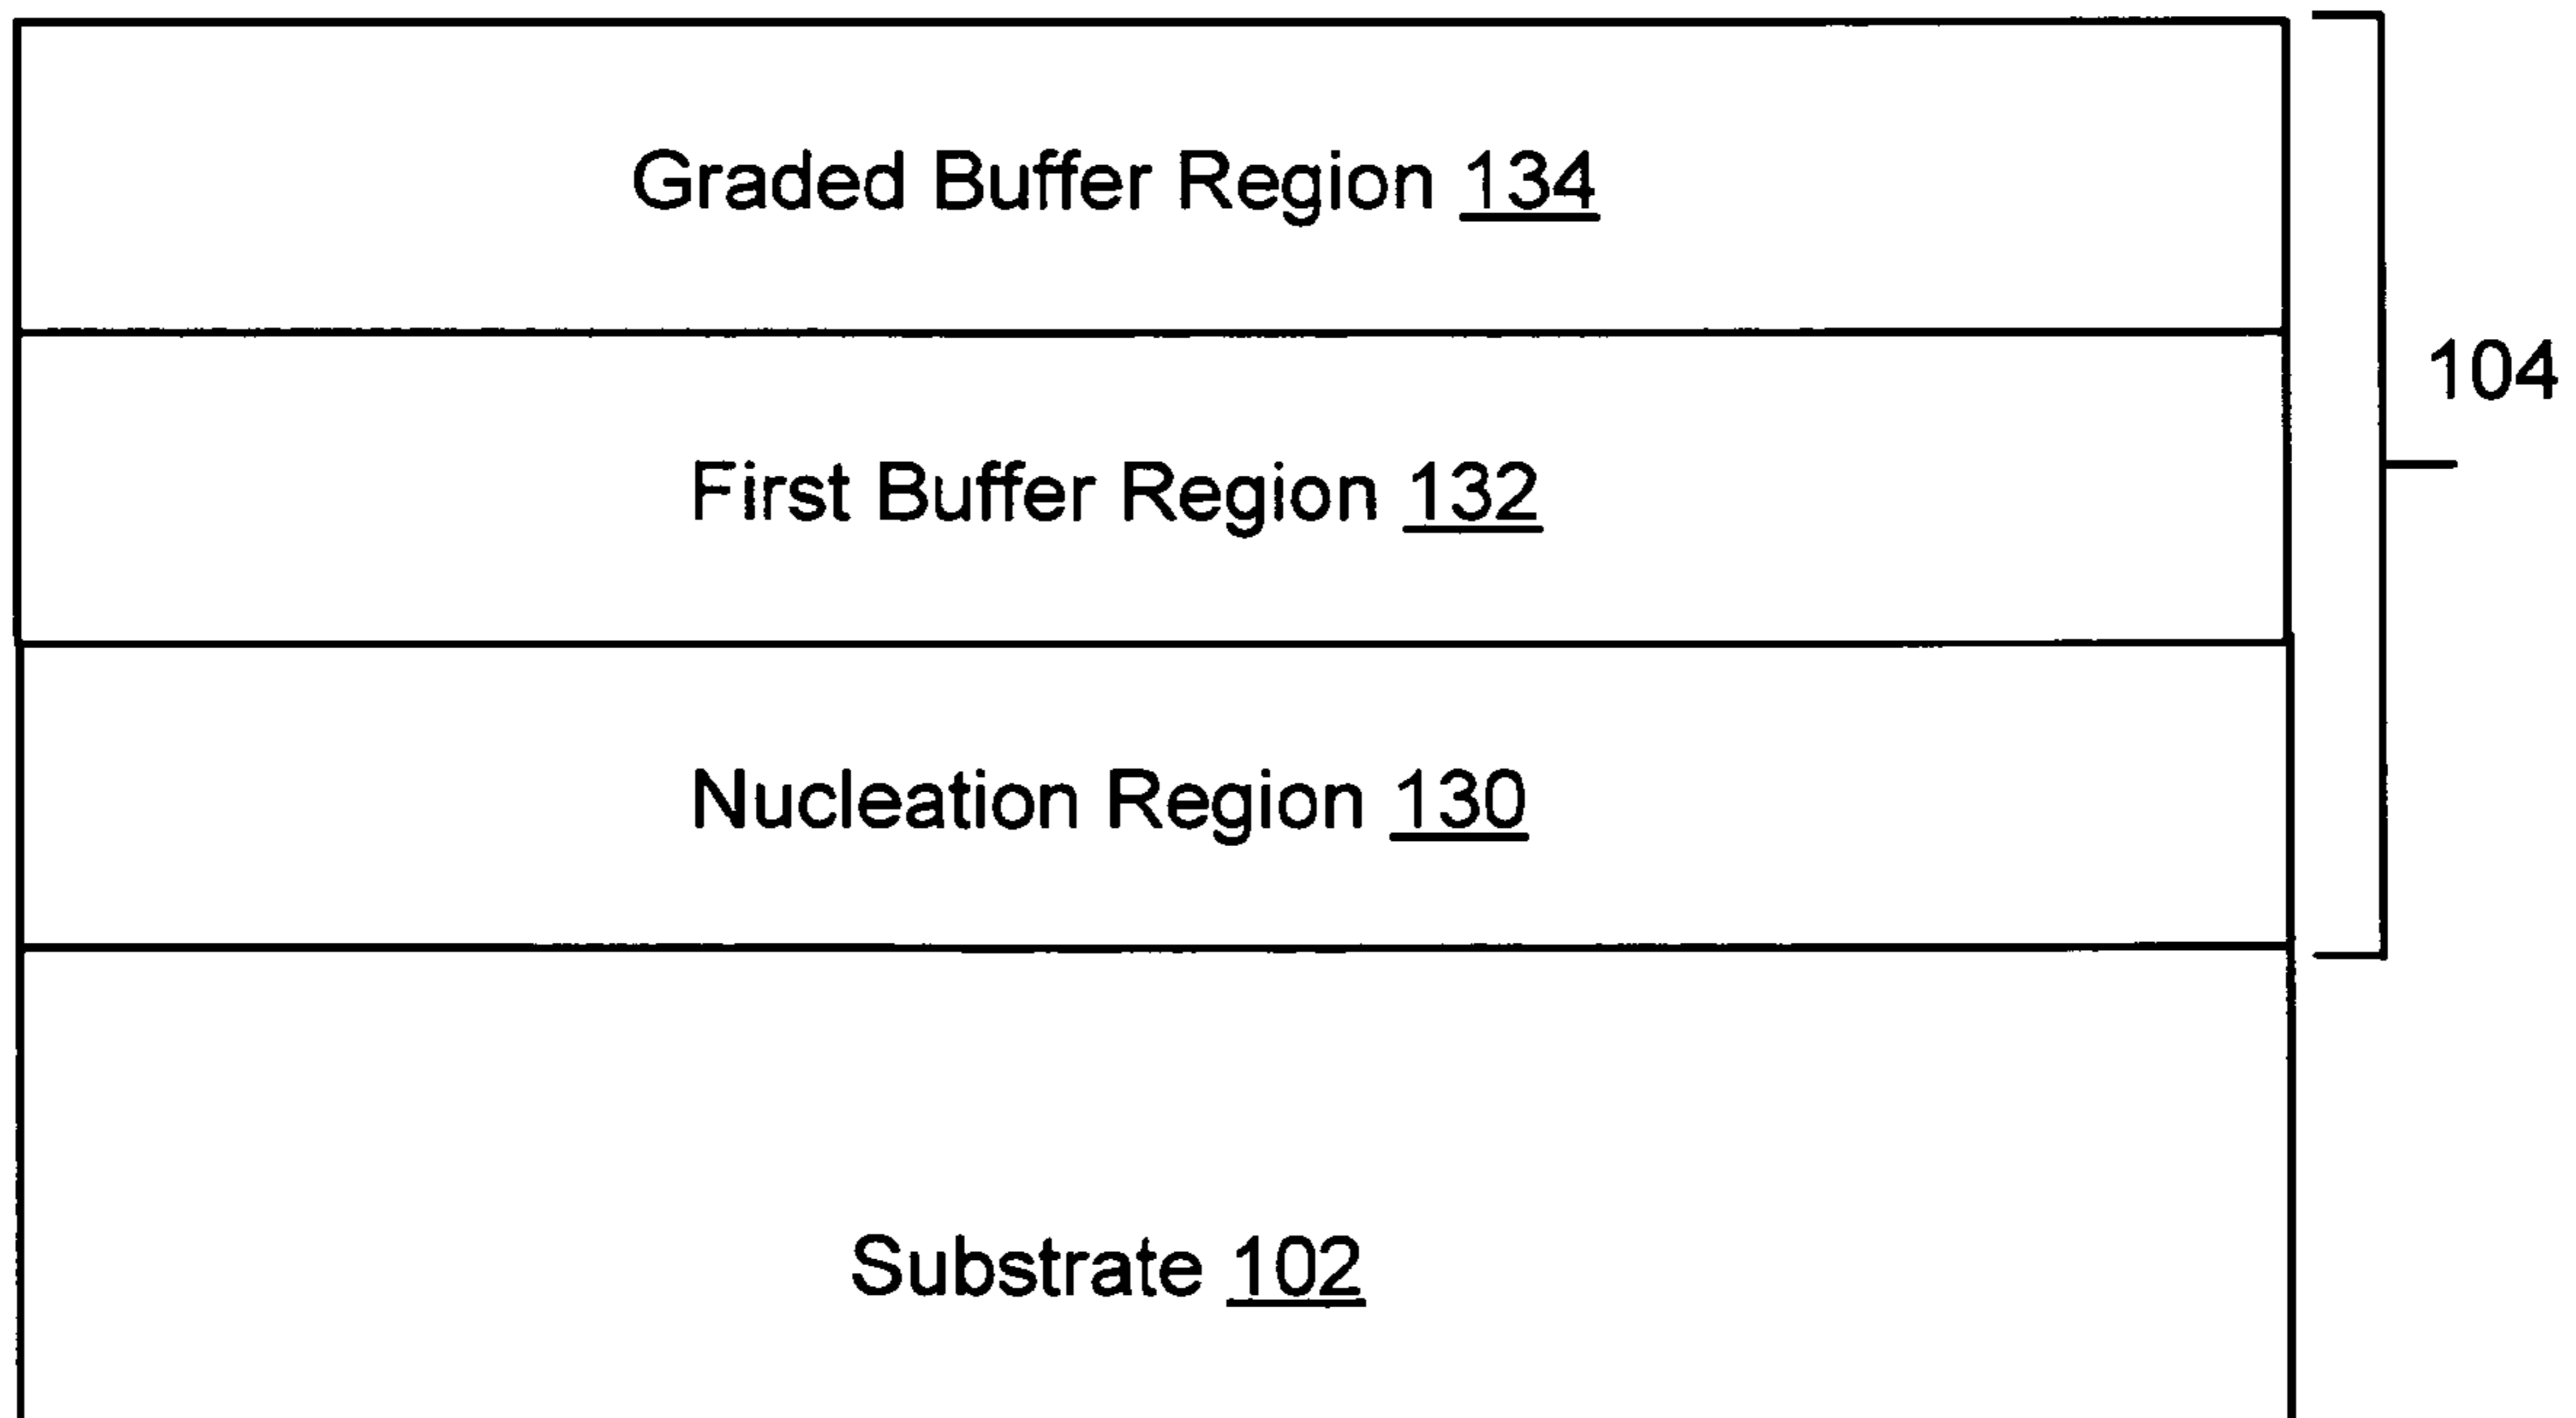 Graded Buffer Region 134
104
First Buffer Region 132
Nucleation Region 130
Substrate 102